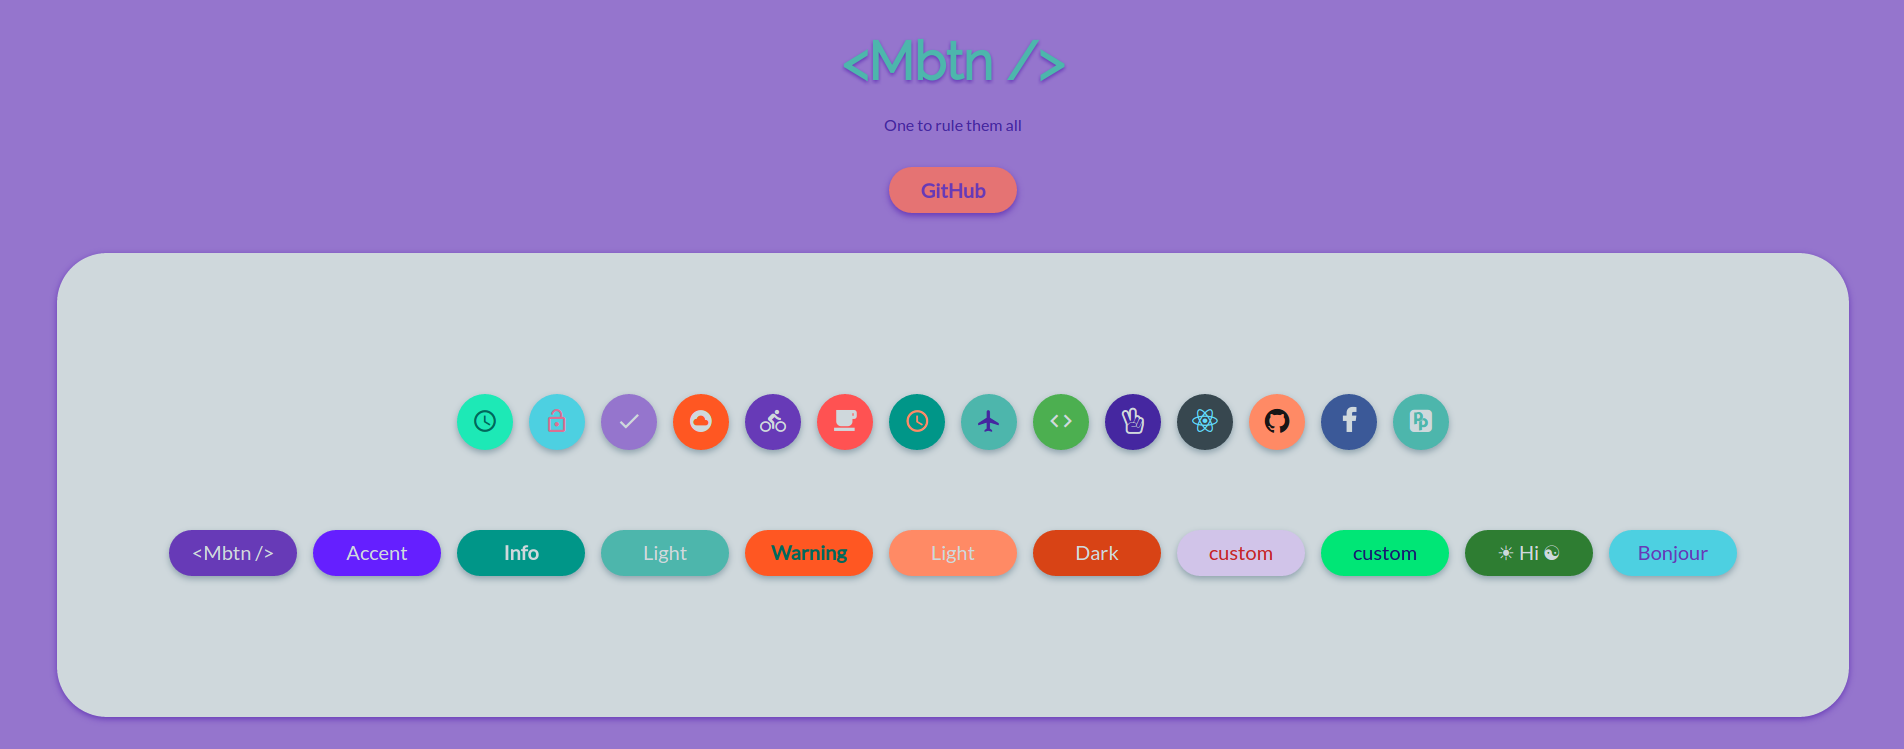 <Mbtn />
One to rule them all
GitHub
<Mbtn /> Accent Info Light Warning Light Dark custom custom ☀ Hi ☯ Bonjour